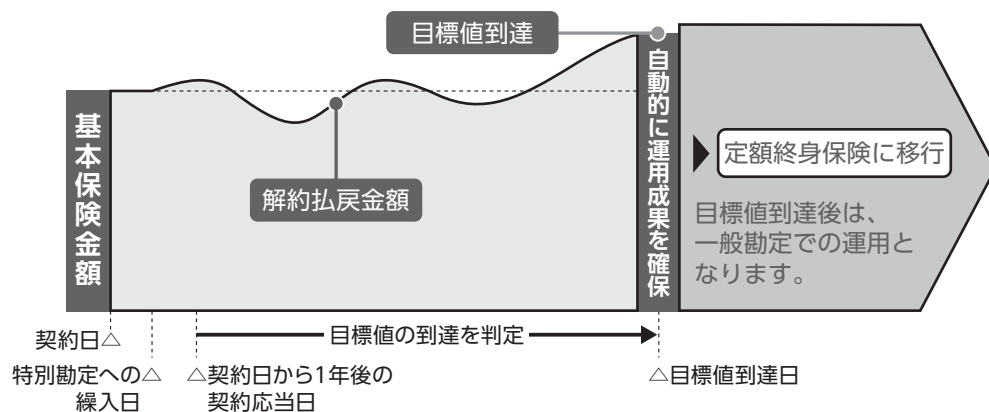 目標値到達
基本保険金額
解約払戻金額
自動的に運用成果を確保
定額終身保険に移行
目標値到達後は、
一般勘定での運用と
なります。
目標値の到達を判定
契約日△
特別勘定への△
繰入日
△契約日から1年後の
契約応当日
△目標値到達日